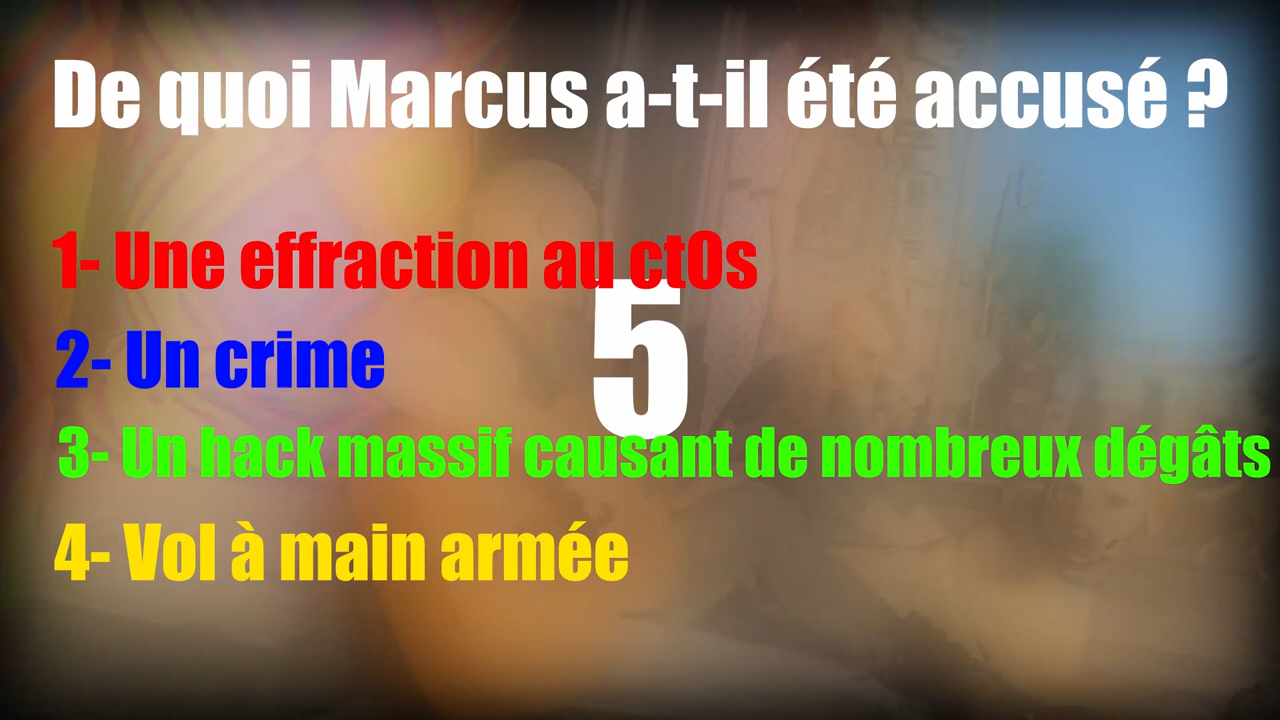 De quoi Marcus a-t-il été accusé ?
1- Une effraction au ctOs
5
2- Un crime
3- Un hack massif causant de nombreux dégâts
4- Vol à main armée